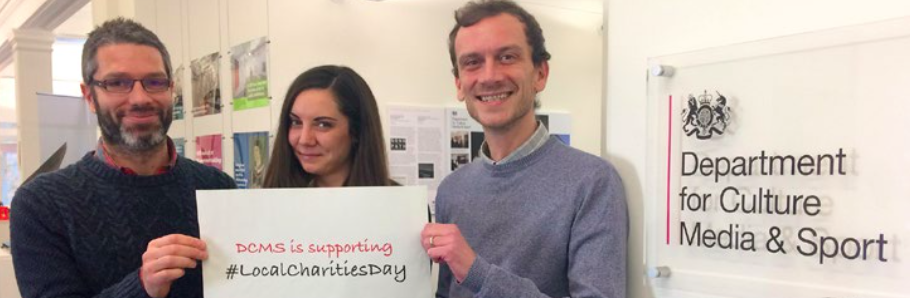 DCMS is supporting
#LocalCharitiesDay
Department
for Culture
Media & Sport